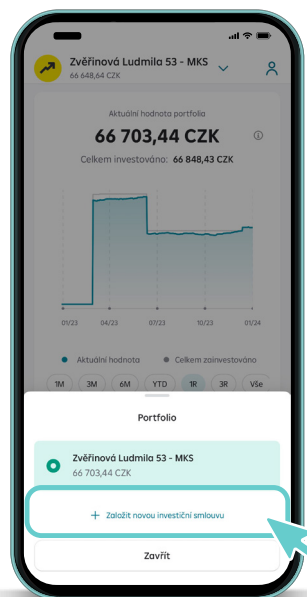 Zvěřinová Ludmila 53 - MKS
66 648,64 CZK
Aktuální hodnota portfolia
66 703,44 CZK
Celkem investováno: 66 848,43 CZK
01/23 04/23 07/23 10/23 01/24
Aktuální hodnota Celkem zainvestováno
1M 3M 6M YTD 1R 3R Vše
Portfolio
Zvěřinová Ludmila 53 - MKS
66 703,44 CZK
+ Založit novou investiční smlouvu
Zavřít